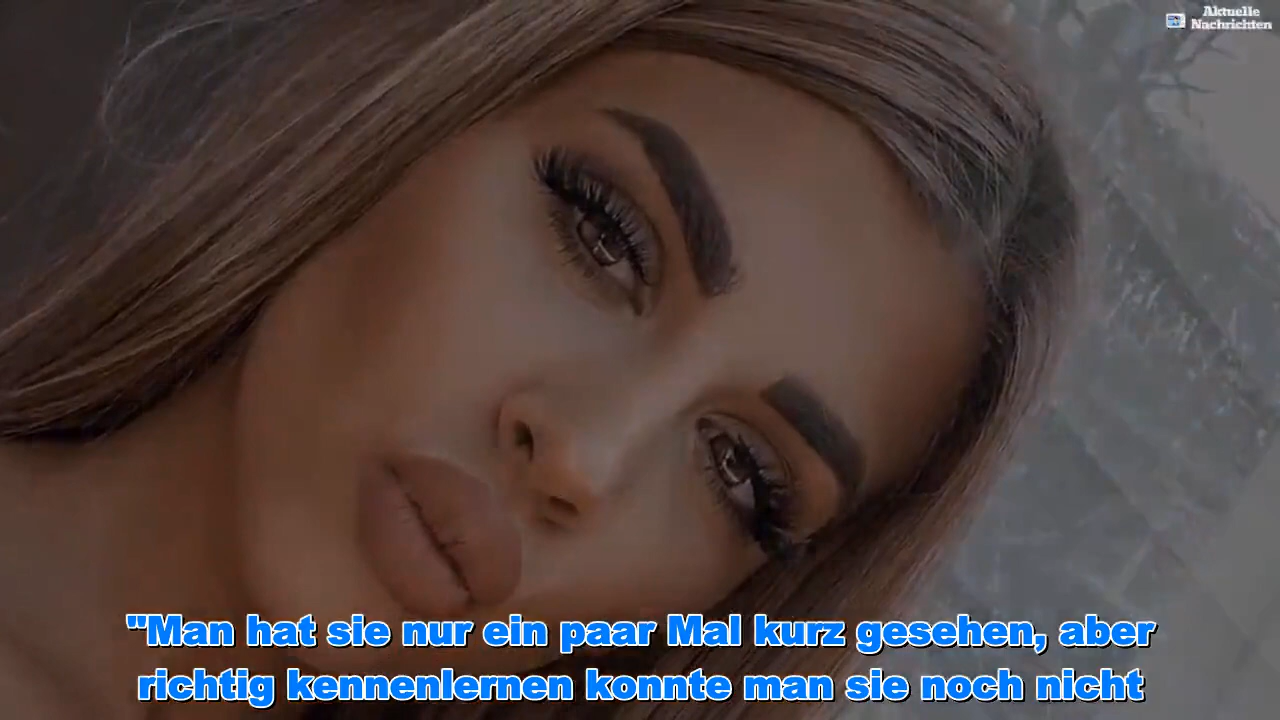 Aktuelle
Nachrichten
"Man hat sie nur ein paar Mal kurz gesehen, aber
richtig kennenlernen konnte man sie noch nicht